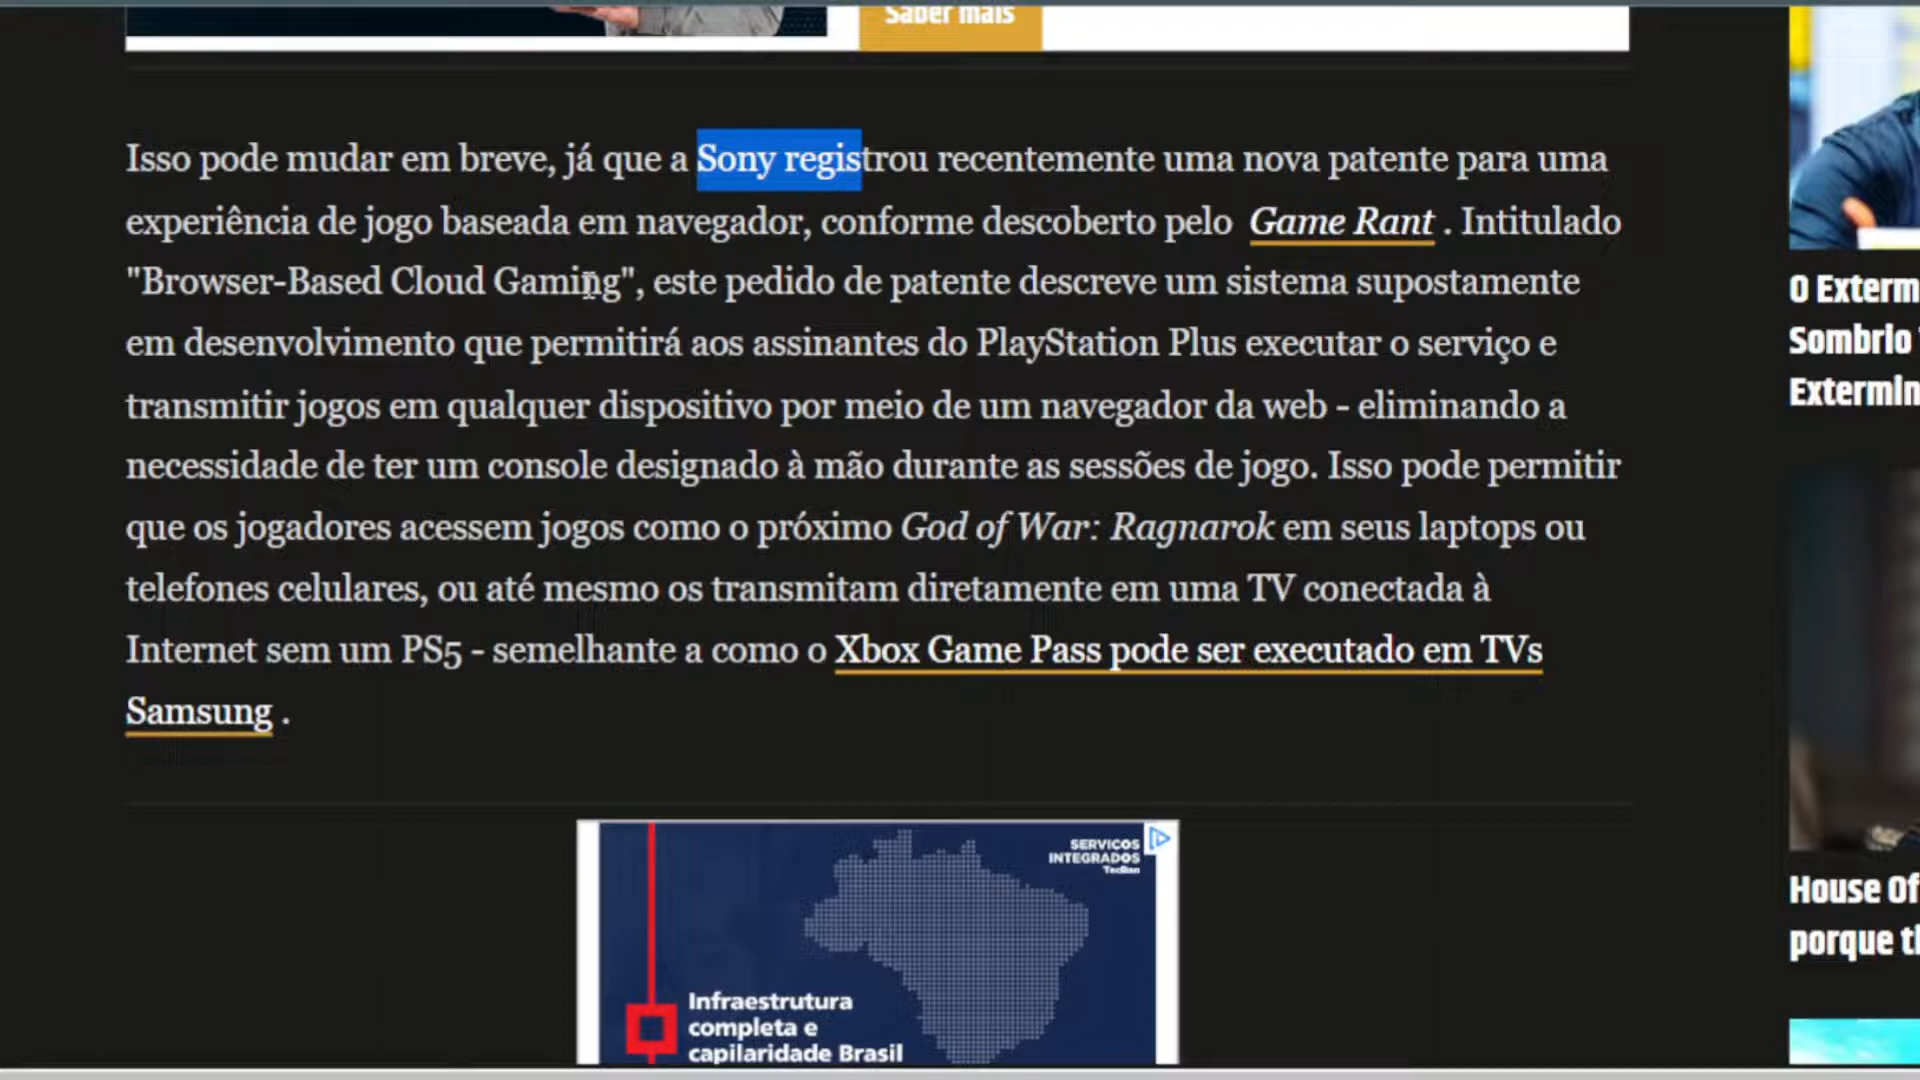 Saber mais
Isso pode mudar em breve, já que a Sony registrou recentemente uma nova patente para uma
experiência de jogo baseada em navegador, conforme descoberto pelo Game Rant . Intitulado
"Browser-Based Cloud Gaming", este pedido de patente descreve um sistema supostamente
em desenvolvimento que permitirá aos assinantes do PlayStation Plus executar o serviço e
transmitir jogos em qualquer dispositivo por meio de um navegador da web - eliminando a
necessidade de ter um console designado à mão durante as sessões de jogo. Isso pode permitir
que os jogadores acessem jogos como o próximo God of War: Ragnarok em seus laptops ou
telefones celulares, ou até mesmo os transmitam diretamente em uma TV conectada à
Internet sem um PS5 - semelhante a como o Xbox Game Pass pode ser executado em TVs
Samsung .
SERVIÇOS
INTEGRADOS
TecBan
Infraestrutura
completa e
capilaridade Brasil
O Exterm
Sombrio
Extermin
House Of
porque t